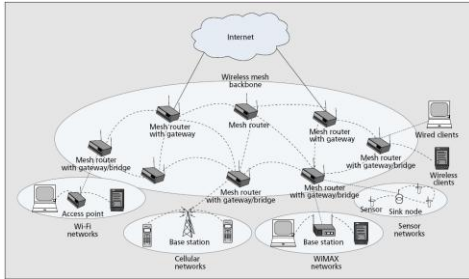 Internet
Wireless mesh
backbone
Mesh router
with gateway
Mesh router
Mesh router
with gateway
Wired clients
Mesh router
with gateway/bridge
Mesh router
with gateway/bridge
Wireless
clients
Mesh router
with gateway/bridge
Mesh router
with gateway/bridge
Access point
Wi-Fi
networks
Base station
Cellular
networks
Base station
WIMAX
networks
Sensor
Sink node
Sensor
networks